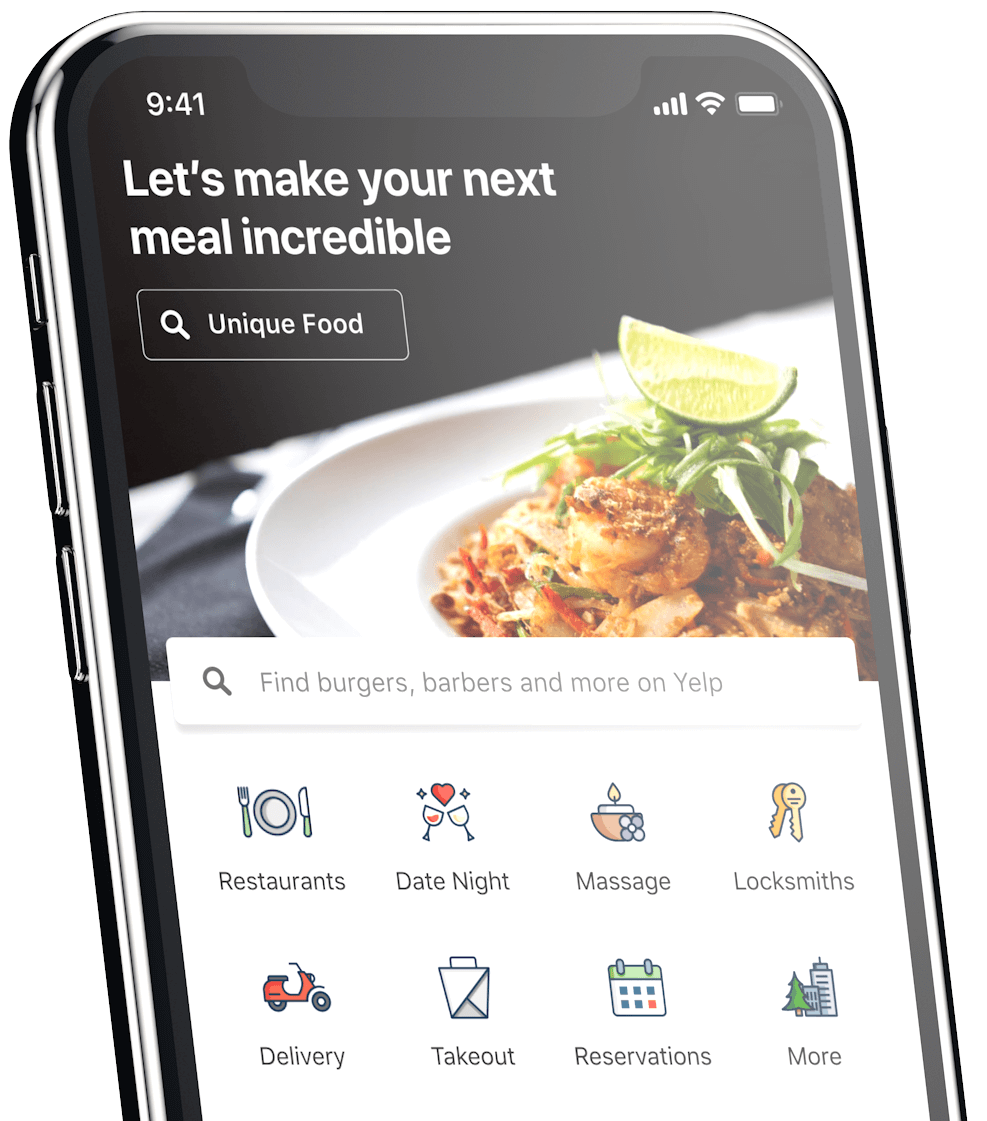 9:41
Let's make your next
meal incredible
Unique Food
Find burgers, barbers and more on Yelp
Restaurants
Date Night
Massage
Locksmiths
Delivery
Takeout
Reservations
More